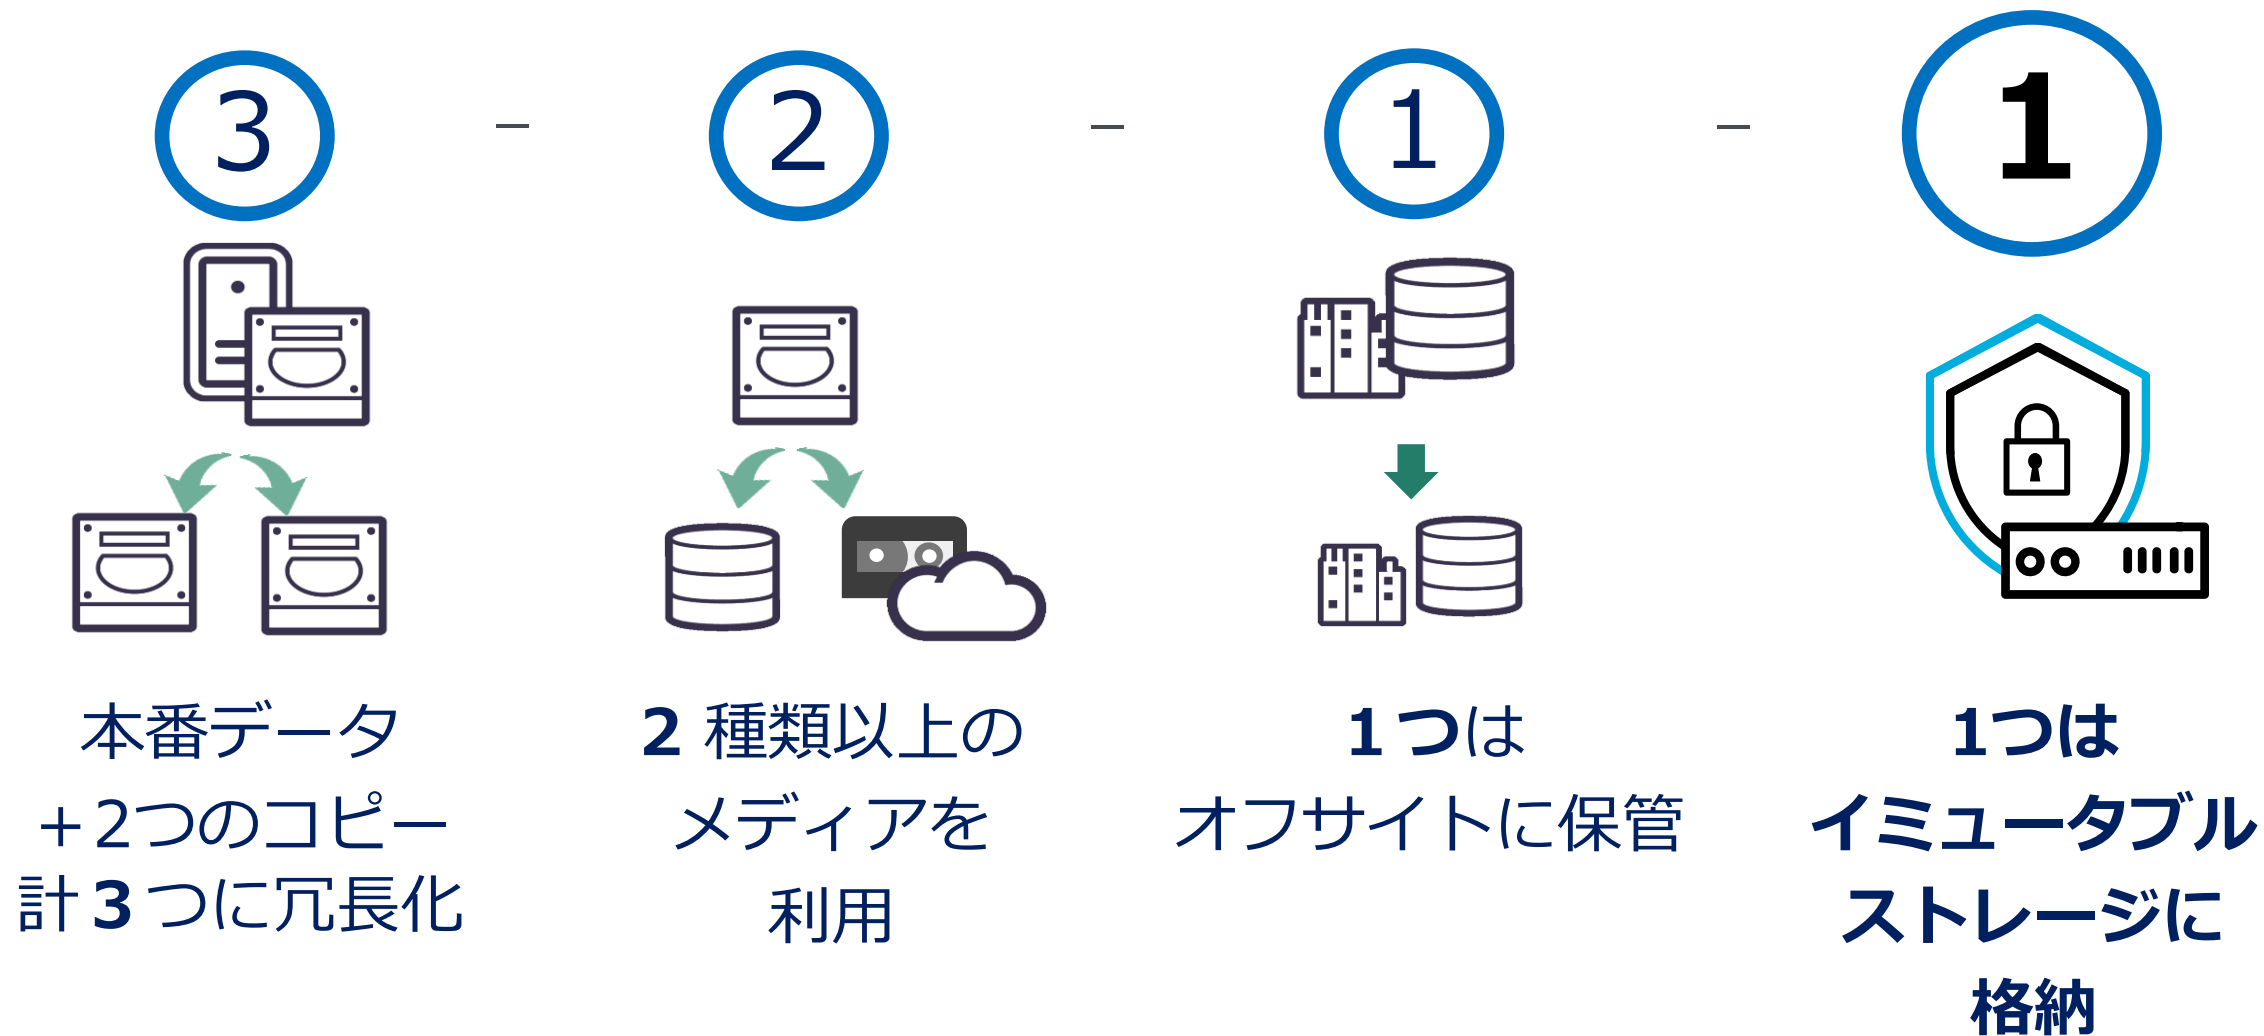 3 - 2 - 1 - 1
本番データ
+2つのコピー
計3つに冗長化
2 種類以上の
メディアを
利用
1つは
オフサイトに保管
1つは
イミュータブル
ストレージに
格納